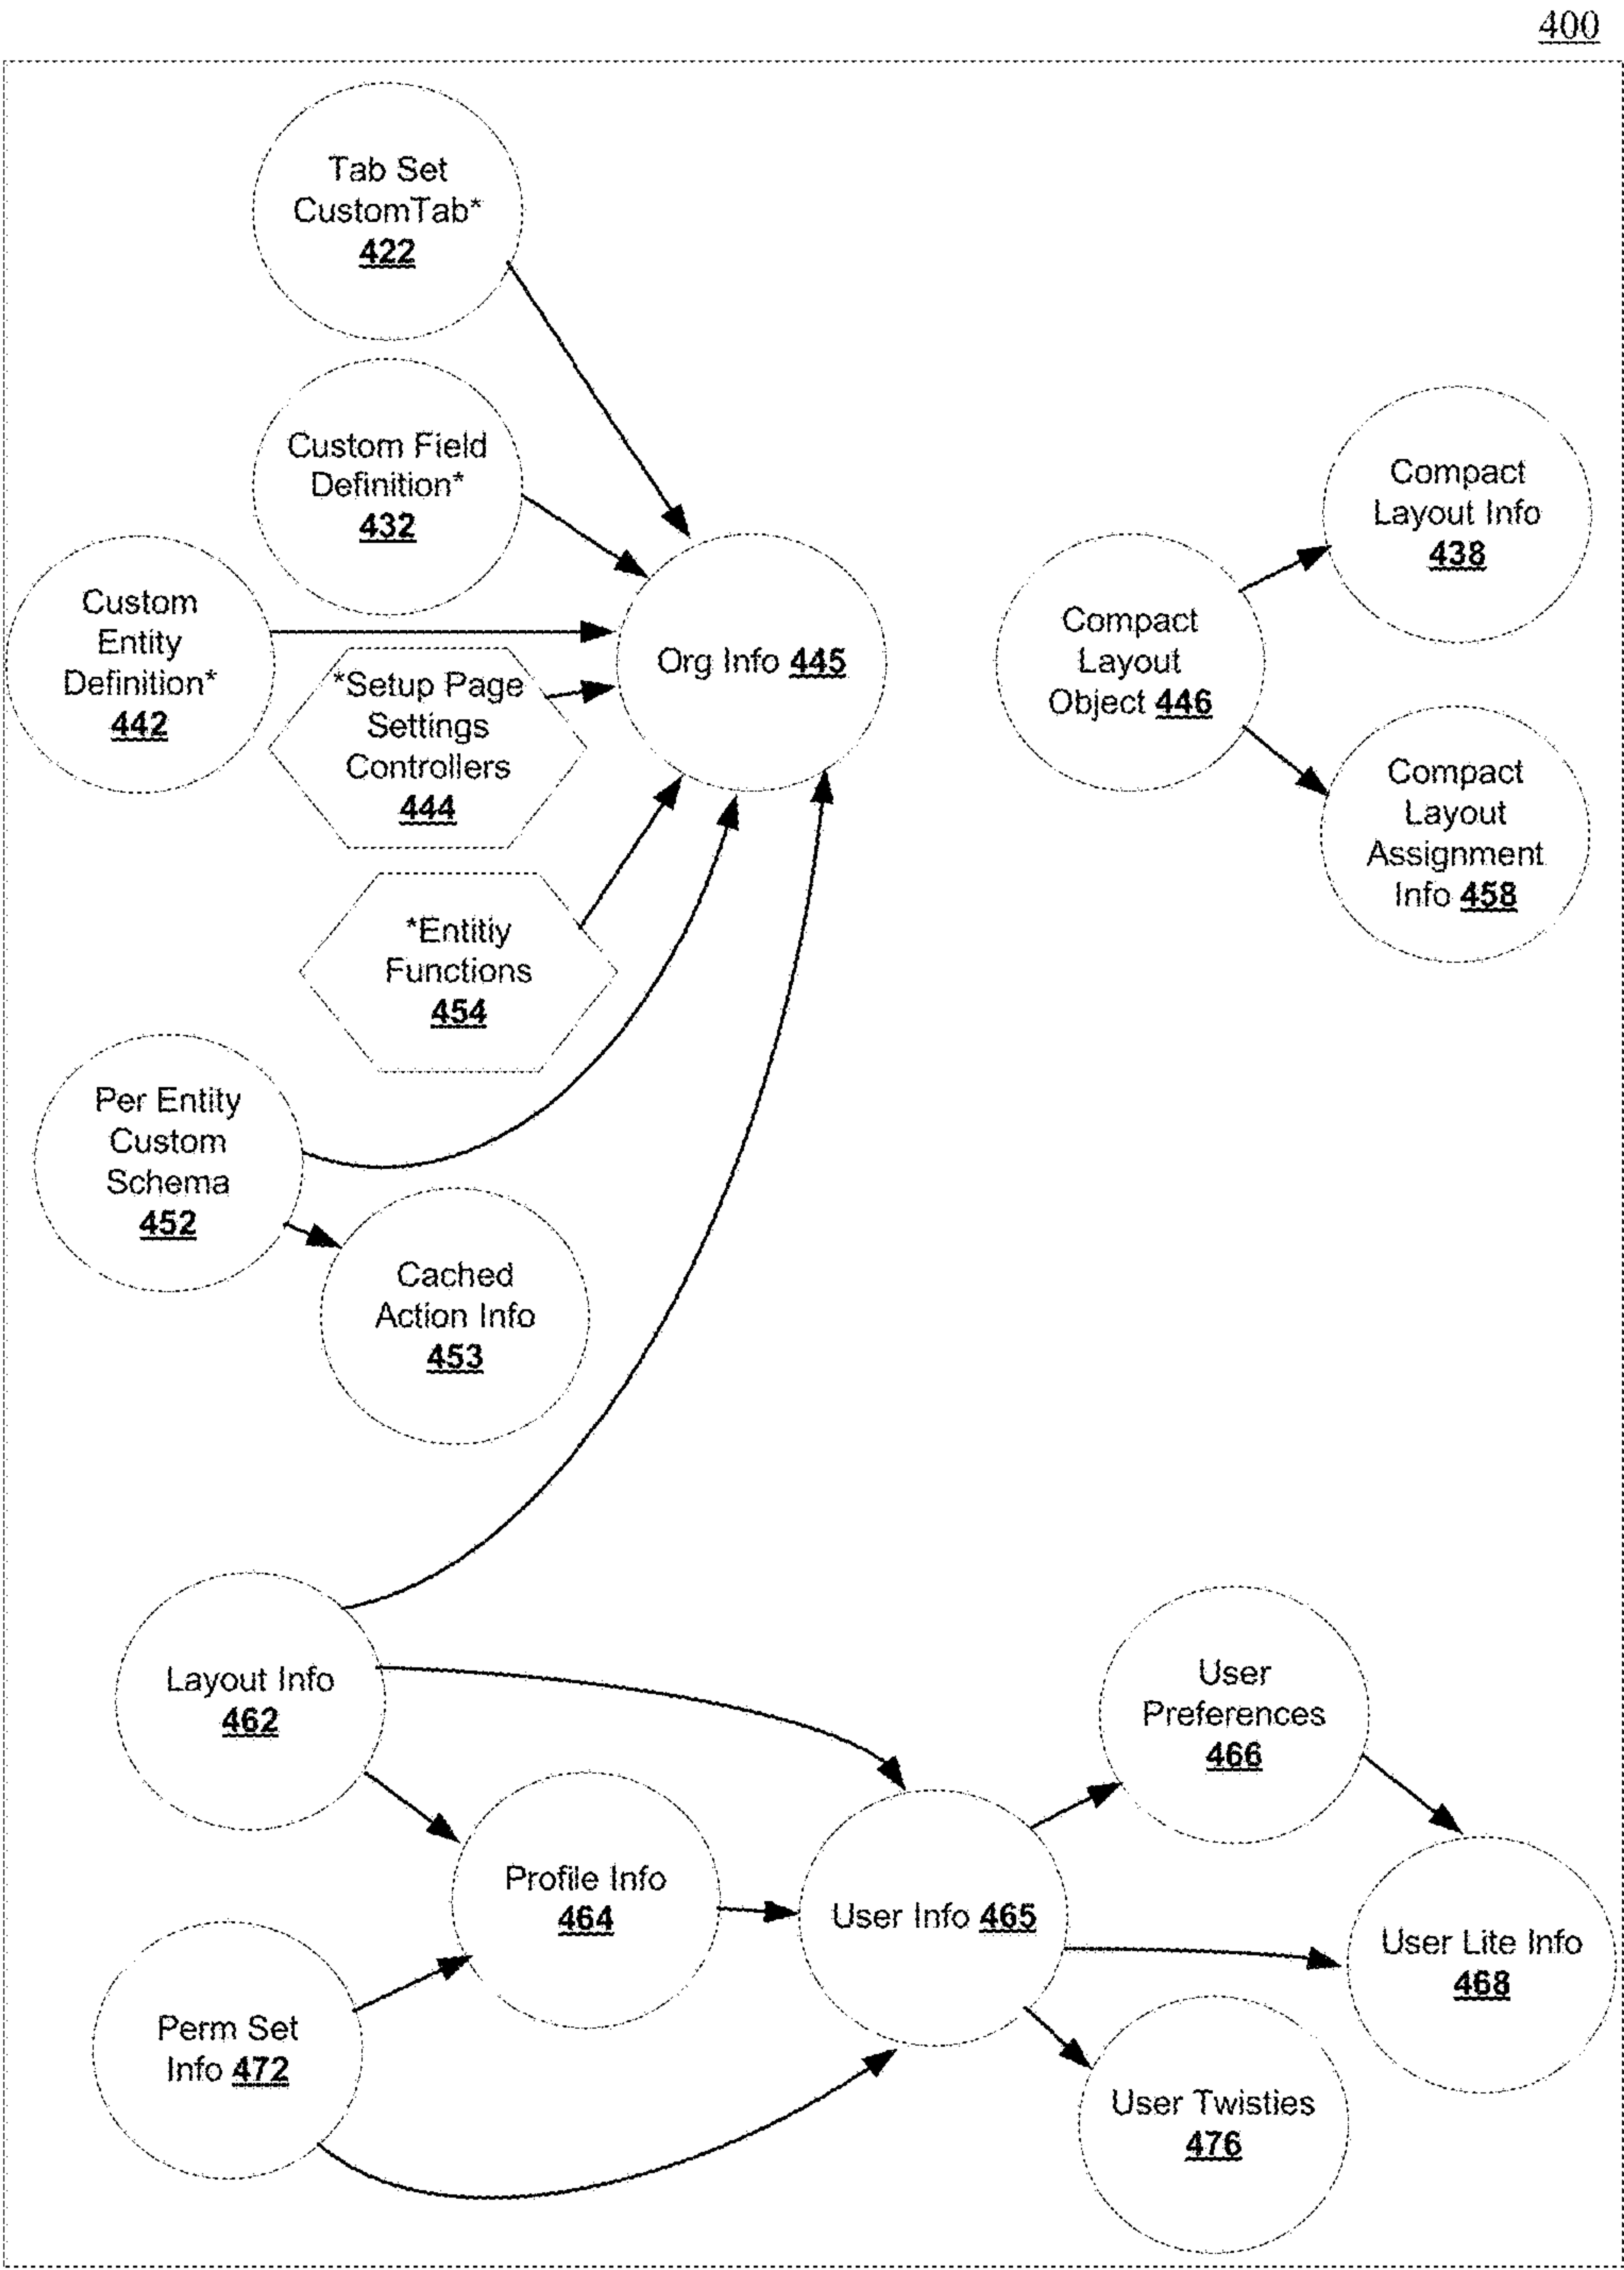 400
Tab Set
CustomTab*
422
Custom Field
Definition*
432
Custom
Entity
Definition*
442
*Setup Page
Settings
Controllers
444
Org Info 445
*Entitiy
Functions
454
Compact
Layout
Object 446
Compact
Layout Info
438
Compact
Layout
Assignment
Info 458
Per Entity
Custom
Schema
452
Cached
Action Info
453
Layout Info
462
Profile Info
464
Perm Set
Info 472
User Info 465
User
Preferences
466
User Lite Info
468
User Twisties
476